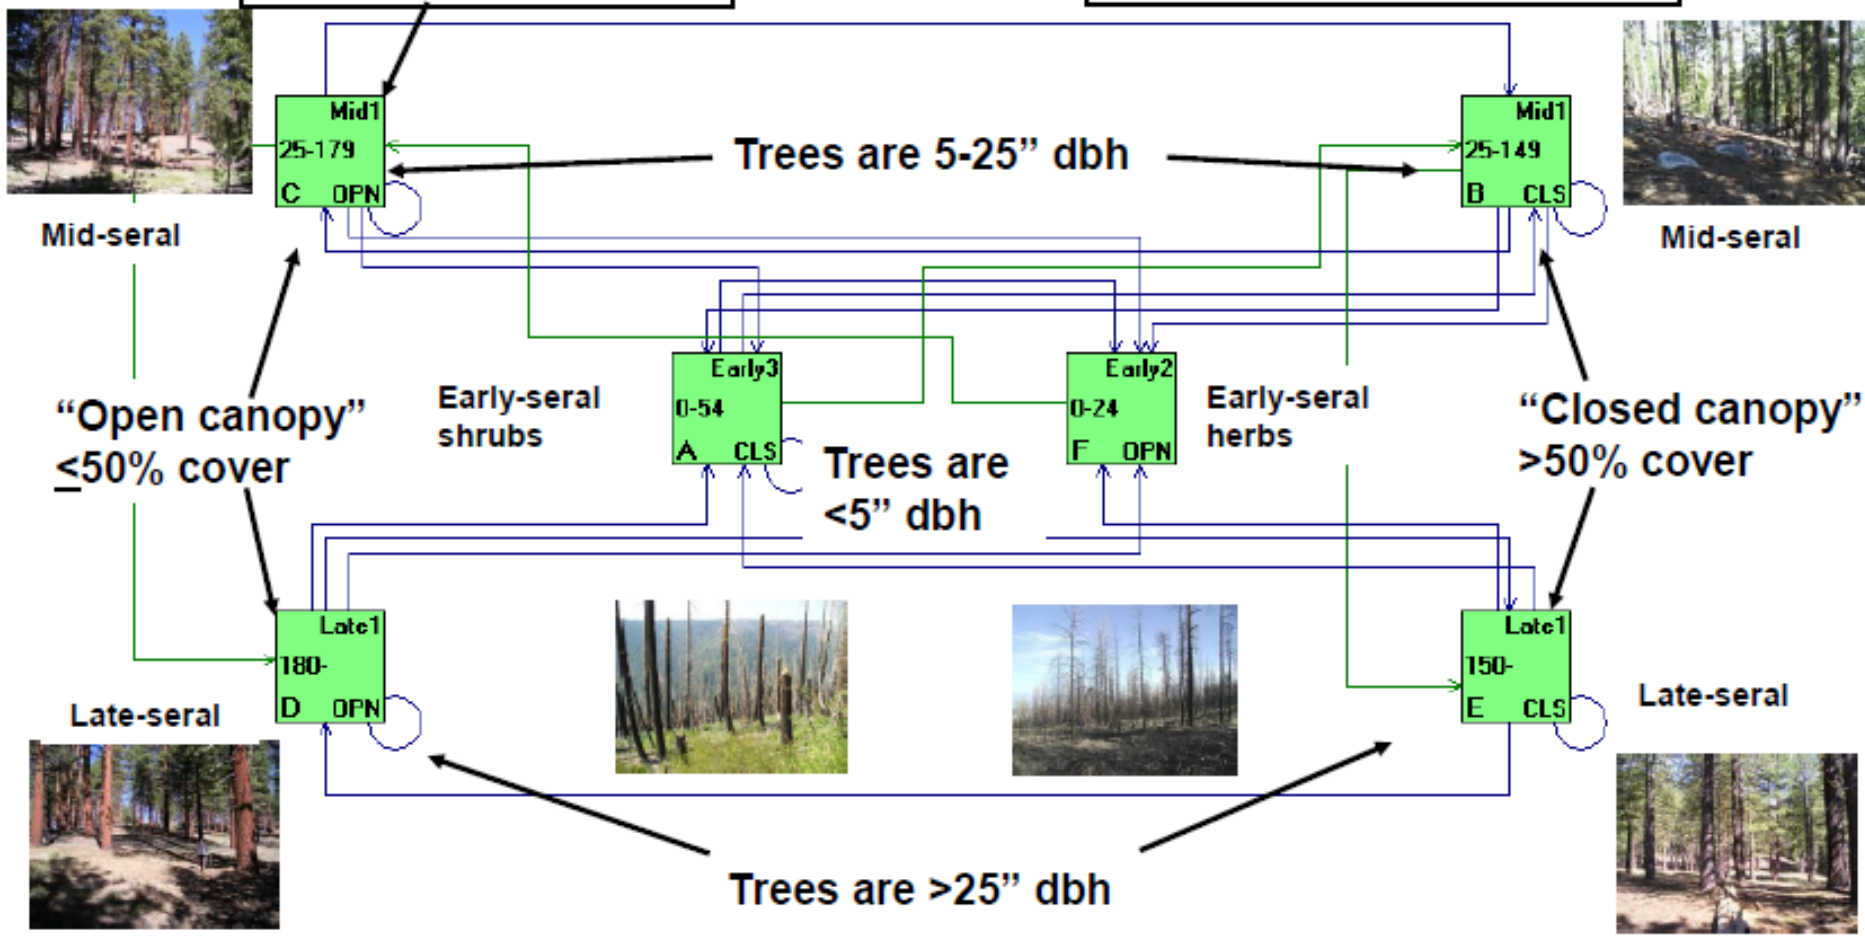 Mid1
25-179
C OPN
Mid-seral
Trees are 5-25” dbh
Mid1
25-149
B CLS
Mid-seral
“Open canopy”
≤50% cover
Early-seral
shrubs
Early3
0-54
A CLS
Trees are
<5” dbh
Early2
0-24
F OPN
Early-seral
herbs
“Closed canopy”
>50% cover
Late1
180-
D OPN
Late-seral
Late1
150-
E CLS
Late-seral
Trees are >25” dbh